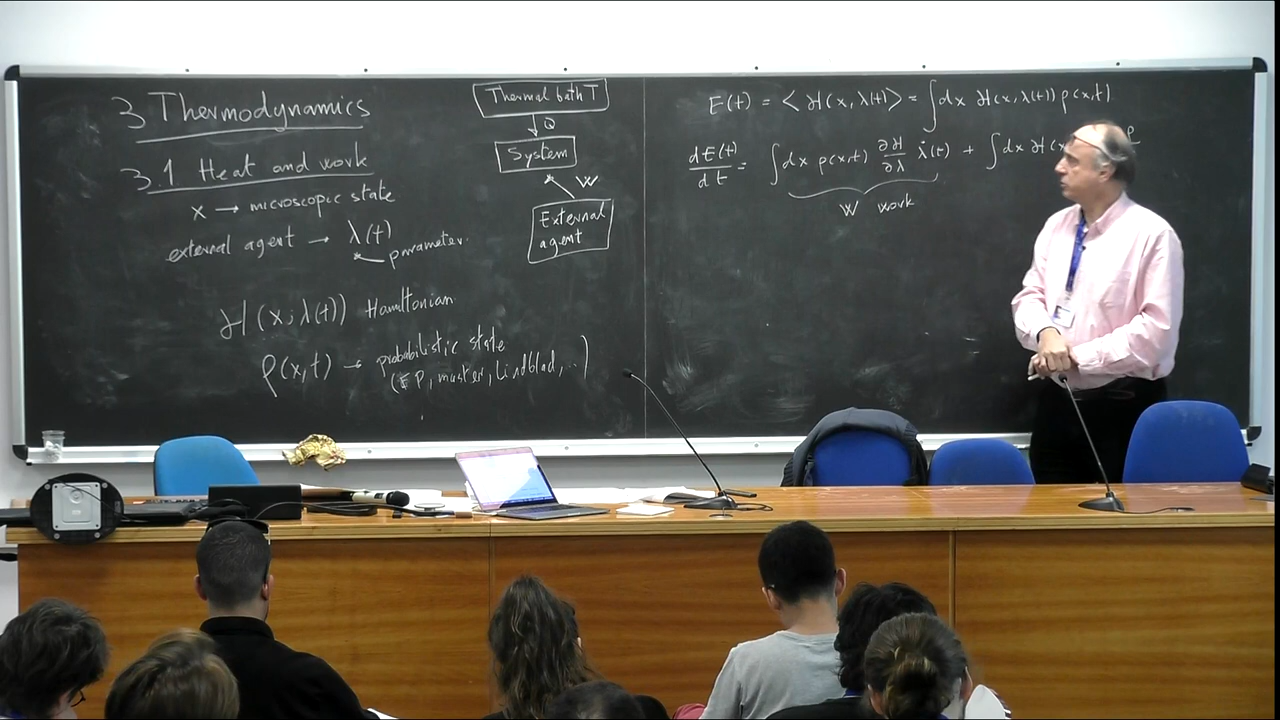 3 Thermodynamics
3.1 Heat and work
x → microscopic state
external agent → λ(t)
parameter.
H(x; λ(t)) Hamiltonian
ρ(x,t) → probabilistic state
(FP, master, Lindblad, ..)
Thermal bath T
Q
System
W
External
agent
E(t) = < H(x, λ(t)) > = ∫dx H(x, λ(t)) ρ(x,t)
dE(t)/dt = ∫dx ρ(x,t) ∂H/∂λ λ̇(t) + ∫dx H(x
W work